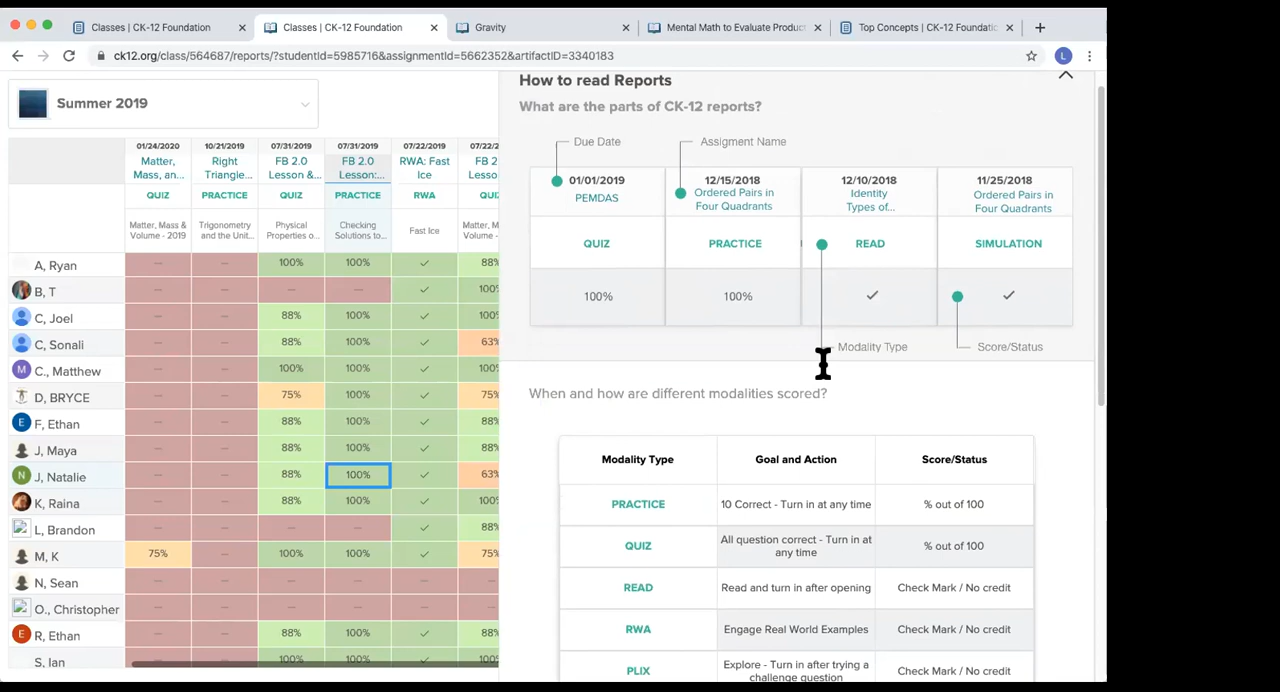 Classes | CK-12 Foundation
Classes | CK-12 Foundation
Gravity
Mental Math to Evaluate Product
Top Concepts | CK-12 Foundatio
ck12.org/class/564687/reports/?studentId=5985716&assignmentId=5662352&artifactID=3340183
L
Summer 2019
01/24/2020 10/21/2019 07/31/2019 07/31/2019 07/22/2019 07/22/2
Matter, Right FB 2.0 FB 2.0 RWA: Fast FB 2
Mass, an... Triangle... Lesson &... Lesson:... Ice Lesso
QUIZ PRACTICE QUIZ PRACTICE RWA QUIZ
Matter, Mass & Trigonometry Physical Checking Fast Ice Matter, M
Volume - 2019 and the Unit... Properties o... Solutions to... Volume -
A, Ryan -- -- 100% 100% ✓ 88%
B, T -- -- -- -- ✓ 100%
C, Joel -- -- 88% 100% ✓ 88%
C, Sonali -- -- 88% 100% ✓ 63%
M C., Matthew -- -- 100% 100% ✓ 100%
D, BRYCE -- -- 75% 100% ✓ 75%
E F, Ethan -- -- 88% 100% ✓ 88%
J, Maya -- -- 88% 100% ✓ 88%
N J, Natalie -- -- 88% 100% ✓ 63%
K, Raina -- -- 88% 100% ✓ 100%
L, Brandon -- -- -- -- ✓ 88%
M, K 75% -- 100% 100% ✓ 75%
N, Sean -- -- -- -- -- --
O., Christopher -- -- -- -- -- --
E R, Ethan -- -- 88% 100% ✓ 88%
S, Ian 100% 100% ✓ 100%
How to read Reports
What are the parts of CK-12 reports?
Due Date Assigment Name
01/01/2019 12/15/2018 12/10/2018 11/25/2018
PEMDAS Ordered Pairs in Identity Ordered Pairs in
Four Quadrants Types of... Four Quadrants
QUIZ PRACTICE READ SIMULATION
100% 100% ✓ ✓
Modality Type Score/Status
When and how are different modalities scored?
Modality Type Goal and Action Score/Status
PRACTICE 10 Correct - Turn in at any time % out of 100
QUIZ All question correct - Turn in at any time % out of 100
READ Read and turn in after opening Check Mark / No credit
RWA Engage Real World Examples Check Mark / No credit
PLIX Explore - Turn in after trying a challenge question Check Mark / No credit